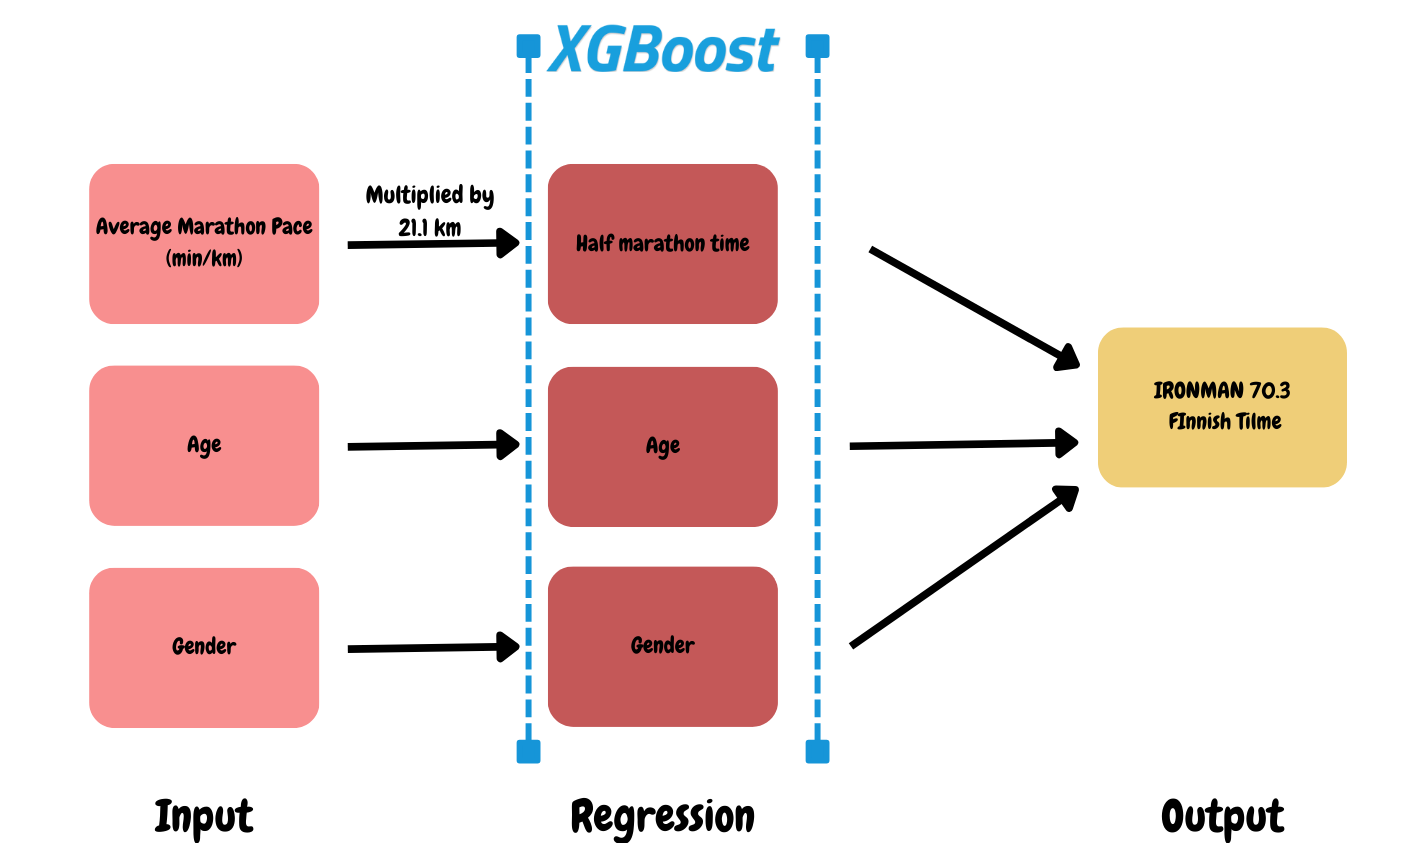 XGBoost
Multiplied by
21.1 km
Average Marathon Pace
(min/km)
Half marathon time
IRONMAN 70.3
FInnish Tilme
Age
Age
Gender
Gender
Input
Regression
Output